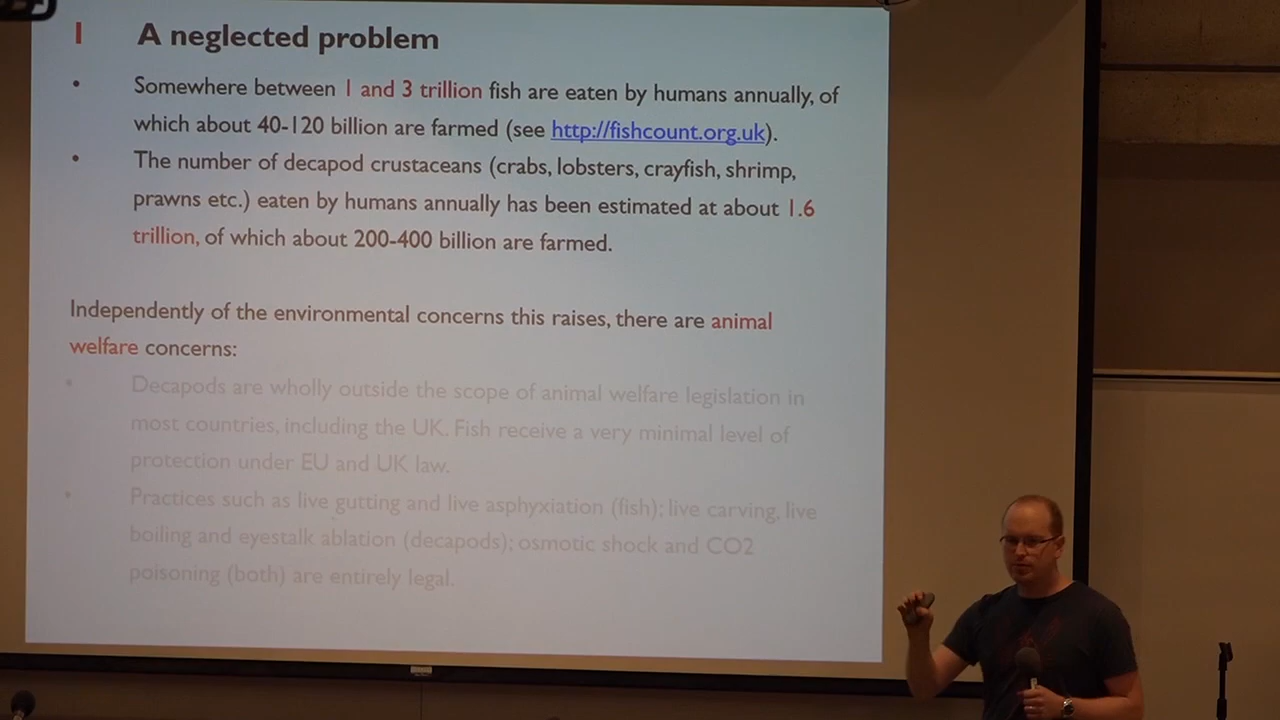 1 A neglected problem
• Somewhere between 1 and 3 trillion fish are eaten by humans annually, of
which about 40-120 billion are farmed (see http://fishcount.org.uk).
• The number of decapod crustaceans (crabs, lobsters, crayfish, shrimp,
prawns etc.) eaten by humans annually has been estimated at about 1.6
trillion, of which about 200-400 billion are farmed.
Independently of the environmental concerns this raises, there are animal
welfare concerns:
• Decapods are wholly outside the scope of animal welfare legislation in
most countries, including the UK. Fish receive a very minimal level of
protection under EU and UK law.
• Practices such as live gutting and live asphyxiation (fish); live carving, live
boiling and eyestalk ablation (decapods); osmotic shock and CO2
poisoning (both) are entirely legal.